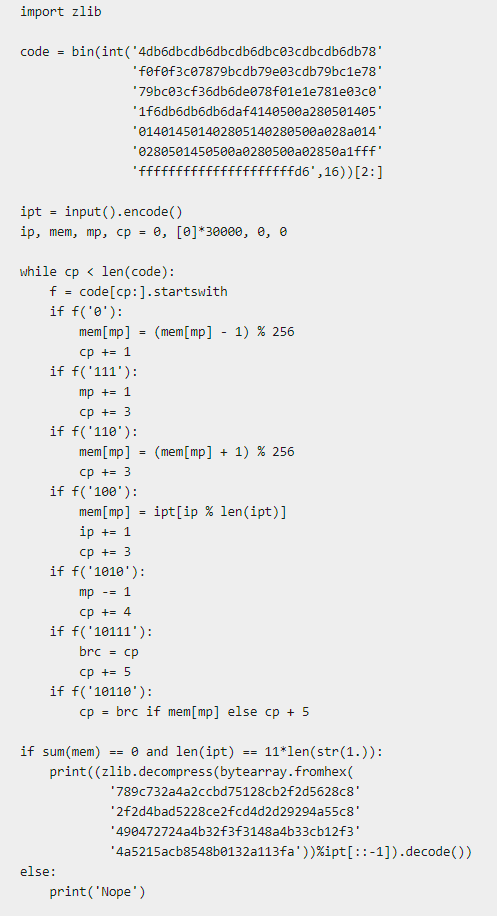 import zlib
code = bin(int('4db6dbcdb6dbcdb6dbc03cdbcdb6db78'
'f0f0f3c07879bcdb79e03cdb79bc1e78'
'79bc03cf36db6de078f01e1e781e03c0'
'1f6db6db6db6daf4140500a280501405'
'014014501402805140280500a028a014'
'0280501450500a0280500a02850a1fff'
'fffffffffffffffffffffd6',16))[2:]
ipt = input().encode()
ip, mem, mp, cp = 0, [0]*30000, 0, 0
while cp < len(code):
f = code[cp:].startswith
if f('0'):
mem[mp] = (mem[mp] - 1) % 256
cp += 1
if f('111'):
mp += 1
cp += 3
if f('110'):
mem[mp] = (mem[mp] + 1) % 256
cp += 3
if f('100'):
mem[mp] = ipt[ip % len(ipt)]
ip += 1
cp += 3
if f('1010'):
mp -= 1
cp += 4
if f('10111'):
brc = cp
cp += 5
if f('10110'):
cp = brc if mem[mp] else cp + 5
if sum(mem) == 0 and len(ipt) == 11*len(str(1.)):
print((zlib.decompress(bytearray.fromhex(
'789c732a4a2ccbd75128cb2f2d5628c8'
'2f2d4bad5228ce2fcd4d2d29294a55c8'
'490472724a4b32f3f3148a4b33cb12f3'
'4a5215acb8548b0132a113fa'))%ipt[::-1]).decode())
else:
print('Nope')